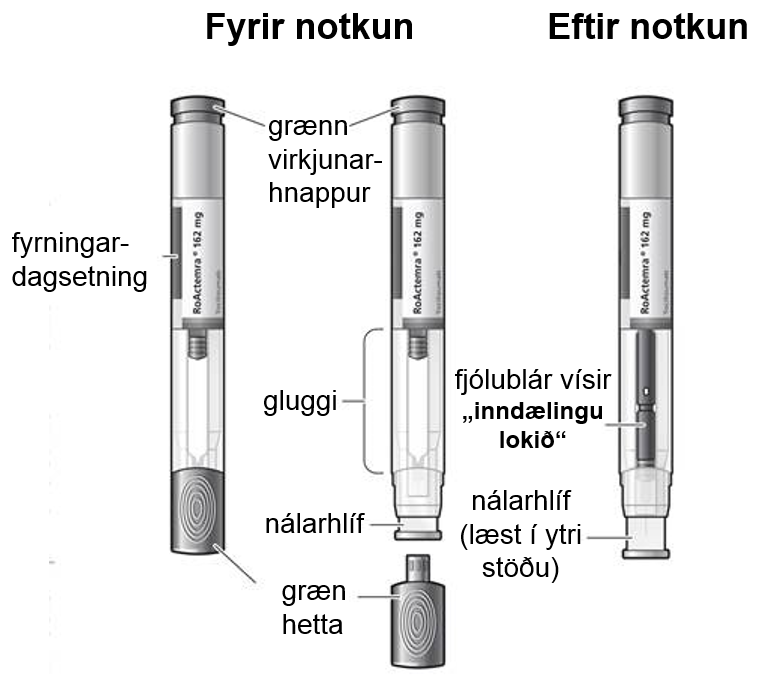 Fyrir notkun
Eftir notkun
grænn
virkjunar-
hnappur
fyrningar-
dagsetning
RoActemra® 162 mg
RoActemra® 162 mg
RoActemra® 162 mg
gluggi
fjólublár vísir
„inndælingu
lokið“
nálarhlíf
nálarhlíf
(læst í ytri
stöðu)
græn
hetta